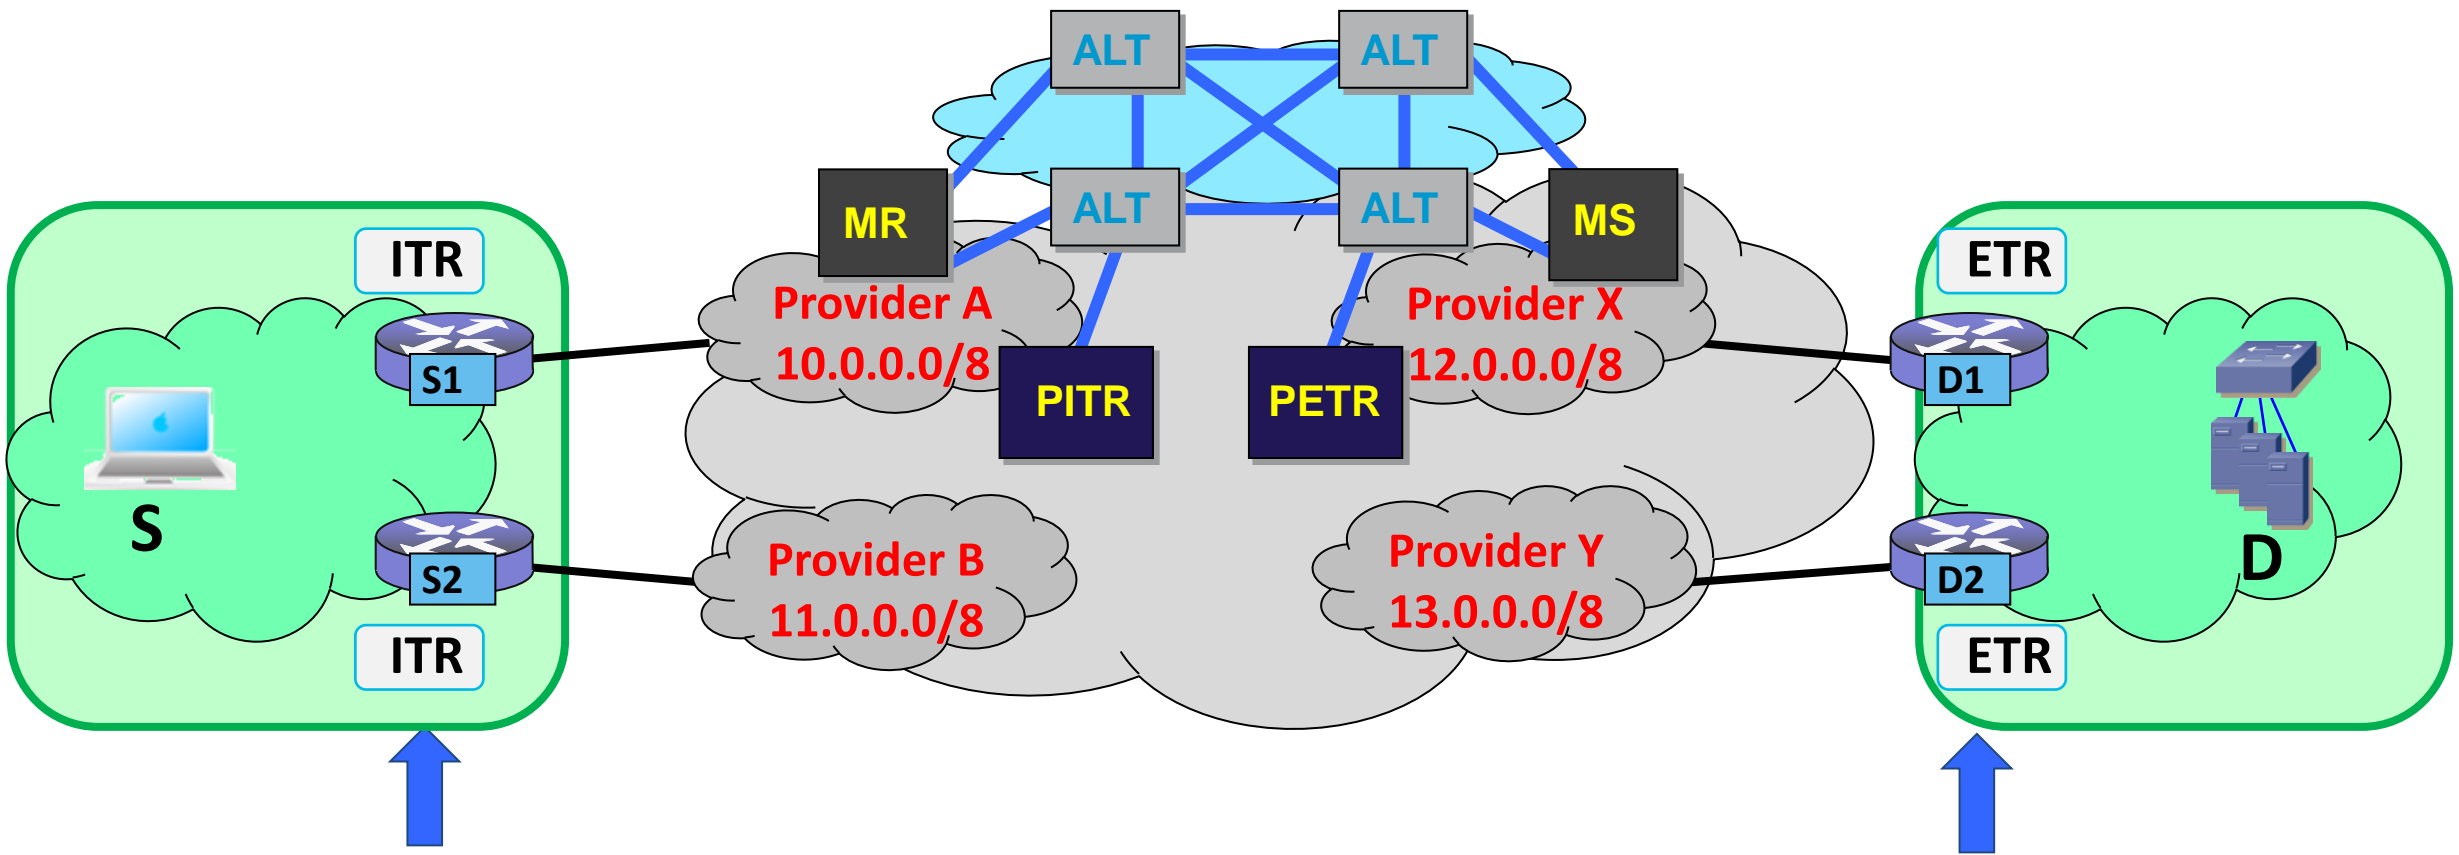 ALT
ALT
MR
ALT
ALT
MS
ITR
ETR
Provider A
10.0.0.0/8
Provider X
12.0.0.0/8
S1
PITR
PETR
D1
S
D
S2
Provider B
11.0.0.0/8
Provider Y
13.0.0.0/8
D2
ITR
ETR